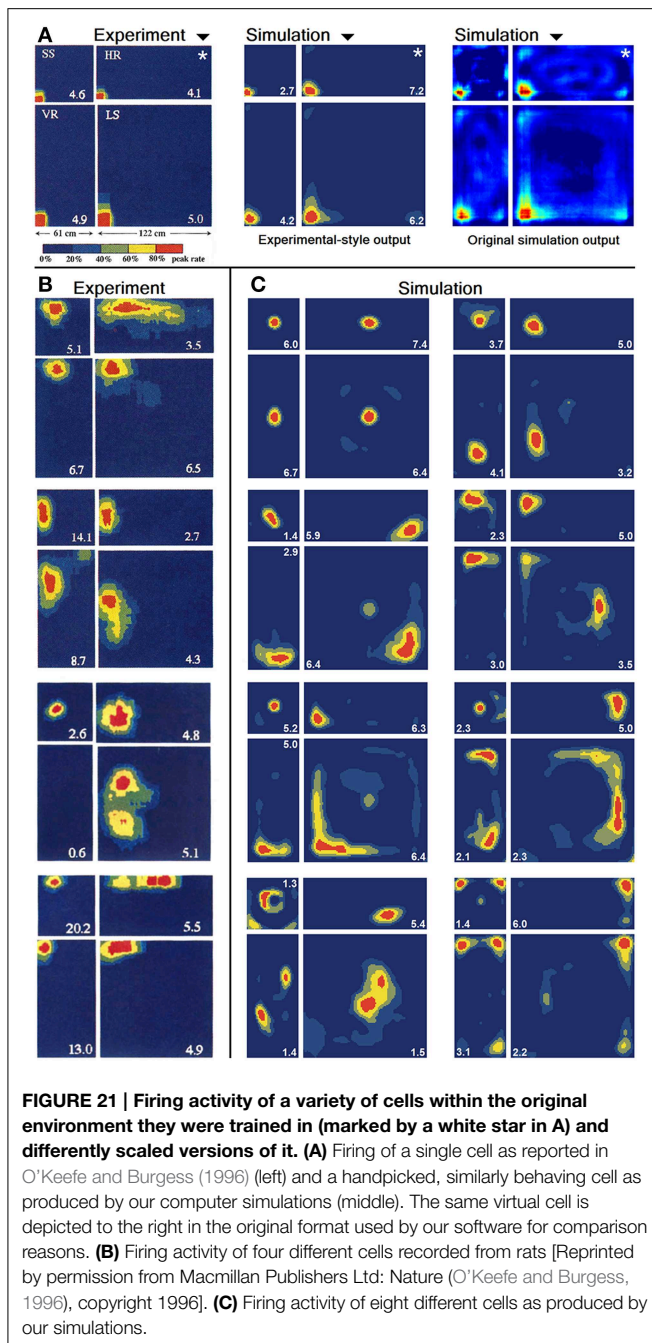 A Experiment ▼ Simulation ▼ Simulation ▼
SS HR * * *
4.6 4.1 2.7 7.2
VR LS
4.9 5.0 4.2 6.2
61 cm 122 cm
Experimental-style output Original simulation output
0% 20% 40% 60% 80% peak rate
B Experiment
5.1 3.5
6.7 6.5
14.1 2.7
8.7 4.3
2.6 4.8
0.6 5.1
20.2 5.5
13.0 4.9
C Simulation
6.0 7.4 3.7 5.0
6.7 6.4 4.1 3.2
1.4 5.9 2.3 5.0
2.9
6.4 3.0 3.5
5.2 6.3 2.3 5.0
5.0
6.4 2.1 2.3
1.3
5.4 1.4 6.0
1.4 1.5 3.1 2.2
FIGURE 21 | Firing activity of a variety of cells within the original
environment they were trained in (marked by a white star in A) and
differently scaled versions of it. (A) Firing of a single cell as reported in
O'Keefe and Burgess (1996) (left) and a handpicked, similarly behaving cell as
produced by our computer simulations (middle). The same virtual cell is
depicted to the right in the original format used by our software for comparison
reasons. (B) Firing activity of four different cells recorded from rats [Reprinted
by permission from Macmillan Publishers Ltd: Nature (O'Keefe and Burgess,
1996), copyright 1996]. (C) Firing activity of eight different cells as produced by
our simulations.